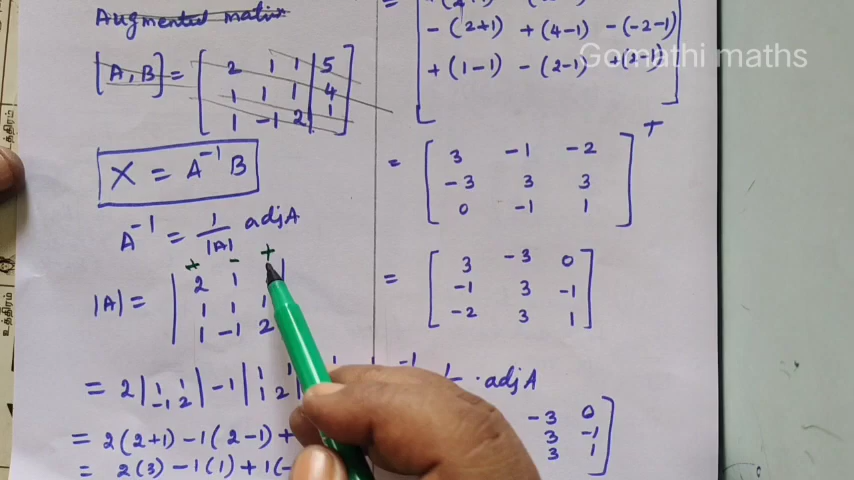 Augmented matrix
[A, B] = [ 2 1 1 | 5
1 1 1 | 4
1 -1 2 | 1 ]
X = A⁻¹ B
A⁻¹ = 1/|A| adj A
+ - +
|A| = | 2 1
1 1 1
1 -1 2
= 2 | 1 1
-1 2 | -1 | 1 1
1 2 |
= 2(2+1) -1(2-1) +
= 2(3) -1(1) +1(-
- (2+1) + (4-1) - (-2-1)
+ (1-1) - (2-1) + (2-1)
= [ 3 -1 -2
-3 3 3
0 -1 1 ] T
= [ 3 -3 0
-1 3 -1
-2 3 1 ]
. adj A
-3 0
3 -1
3 1 ]
Gomathi maths